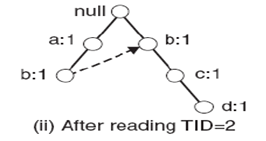 null
a:1 b:1
b:1 c:1
d:1
(ii) After reading TID=2